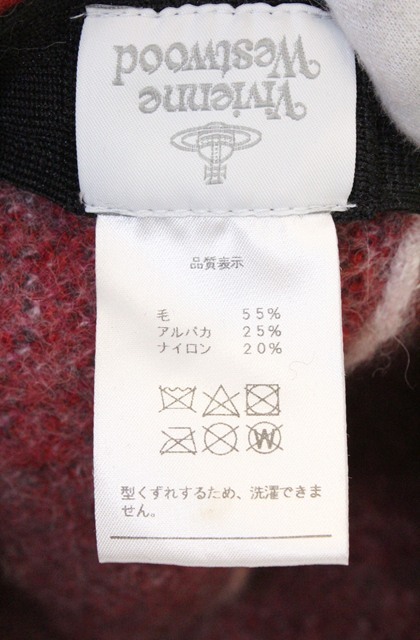 Vivienne
Westwood
品質表示
毛 55%
アルパカ 25%
ナイロン 20%
W
型くずれするため、洗濯できま
せん。